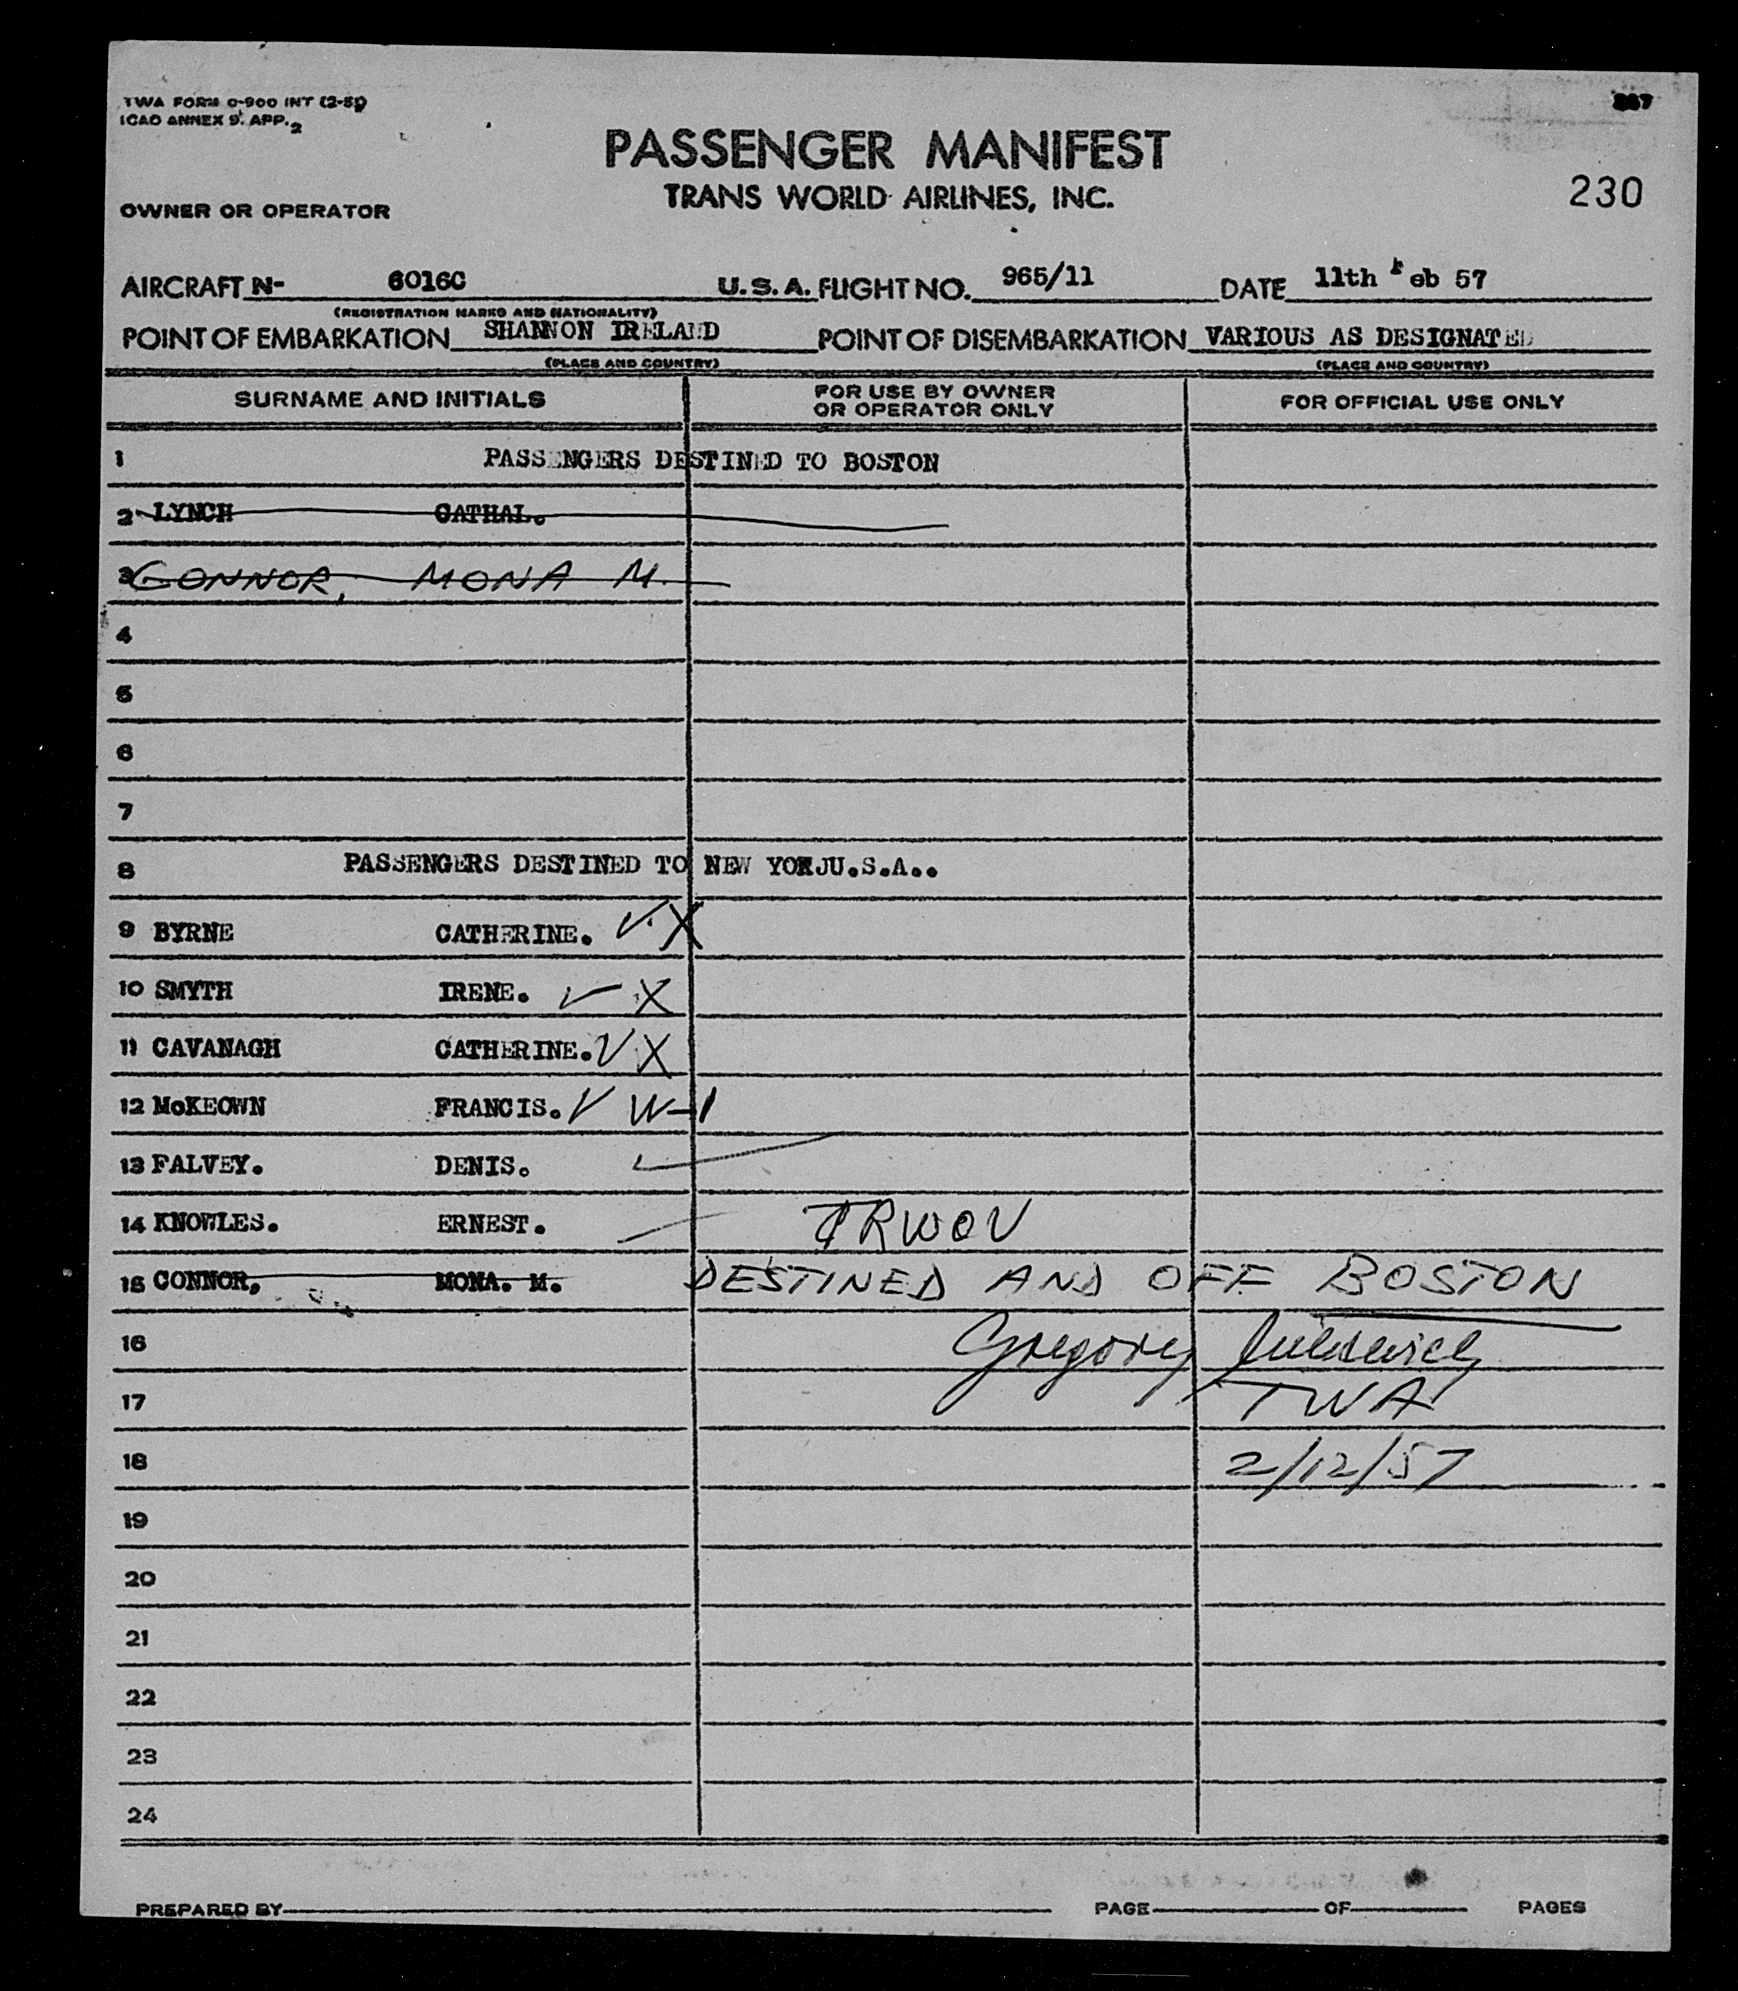 TWA FORM O-900 INT (2-51)
ICAO ANNEX 9. APP. 2
PASSENGER MANIFEST
TRANS WORLD AIRLINES, INC.
230
OWNER OR OPERATOR
AIRCRAFT N- 6016C U.S.A. FLIGHT NO. 965/11 DATE 11th Feb 57
(REGISTRATION MARKS AND NATIONALITY)
POINT OF EMBARKATION SHANNON IRELAND POINT OF DISEMBARKATION VARIOUS AS DESIGNATED
(PLACE AND COUNTRY) (PLACE AND COUNTRY)
SURNAME AND INITIALS FOR USE BY OWNER OR OPERATOR ONLY FOR OFFICIAL USE ONLY
1 PASSENGERS DESTINED TO BOSTON
2 LYNCH CATHAL.
3 CONNOR, MONA M.
4
5
6
7
8 PASSENGERS DESTINED TO NEW YORK U.S.A..
9 BYRNE CATHERINE. ✓ X
10 SMYTH IRENE. ✓ X
11 CAVANAGH CATHERINE. ✓ X
12 McKEOWN FRANCIS. ✓ W-1
13 FALVEY. DENIS. ✓
14 KNOWLES. ERNEST. TRWOV
15 CONNOR, MONA. M. DESTINED AND OFF BOSTON
16 Gregory
17 TWA
18 2/12/57
19
20
21
22
23
24
PREPARED BY PAGE OF PAGES